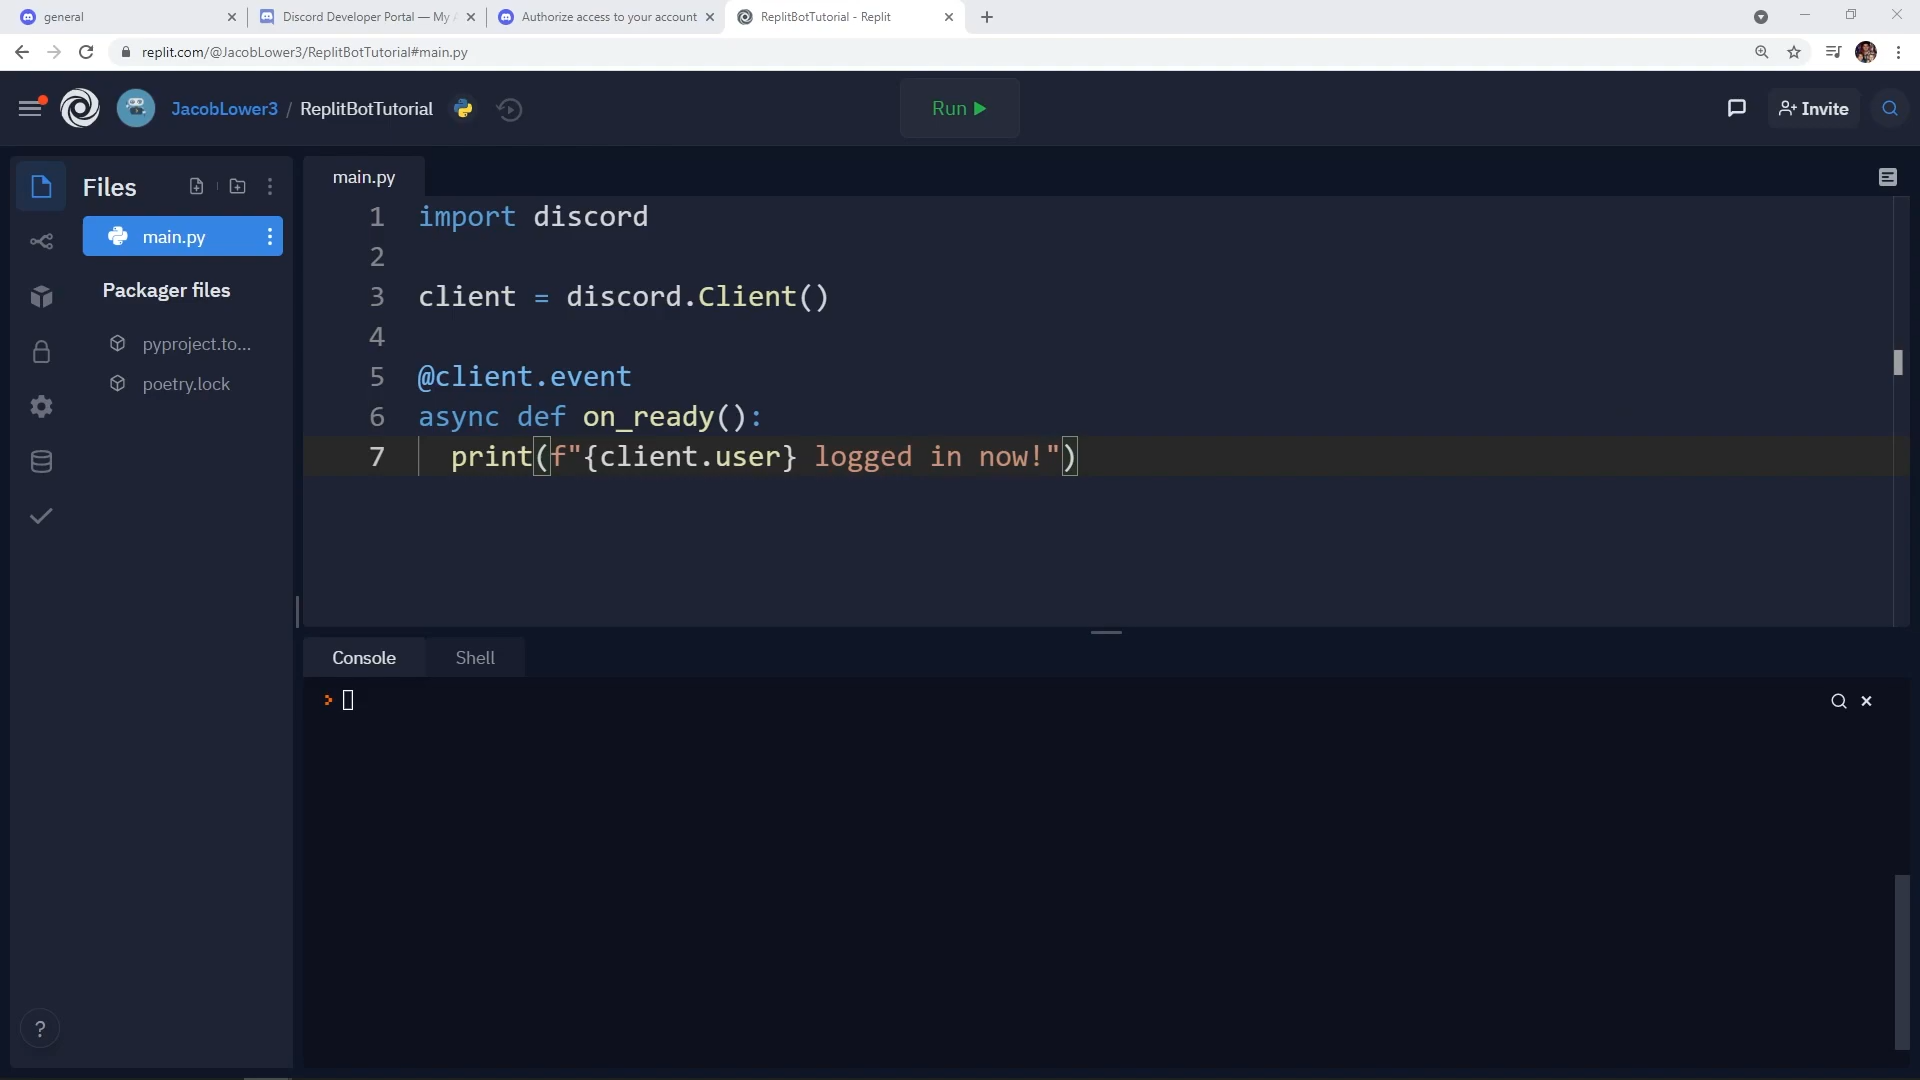 general
Discord Developer Portal — My
Authorize access to your account
ReplitBotTutorial - Replit
replit.com/@JacobLower3/ReplitBotTutorial#main.py
JacobLower3 / ReplitBotTutorial
Run
Invite
Files
main.py
Packager files
pyproject.to...
poetry.lock
?
main.py
1 import discord
2
3 client = discord.Client()
4
5 @client.event
6 async def on_ready():
7 print(f"{client.user} logged in now!")
Console
Shell